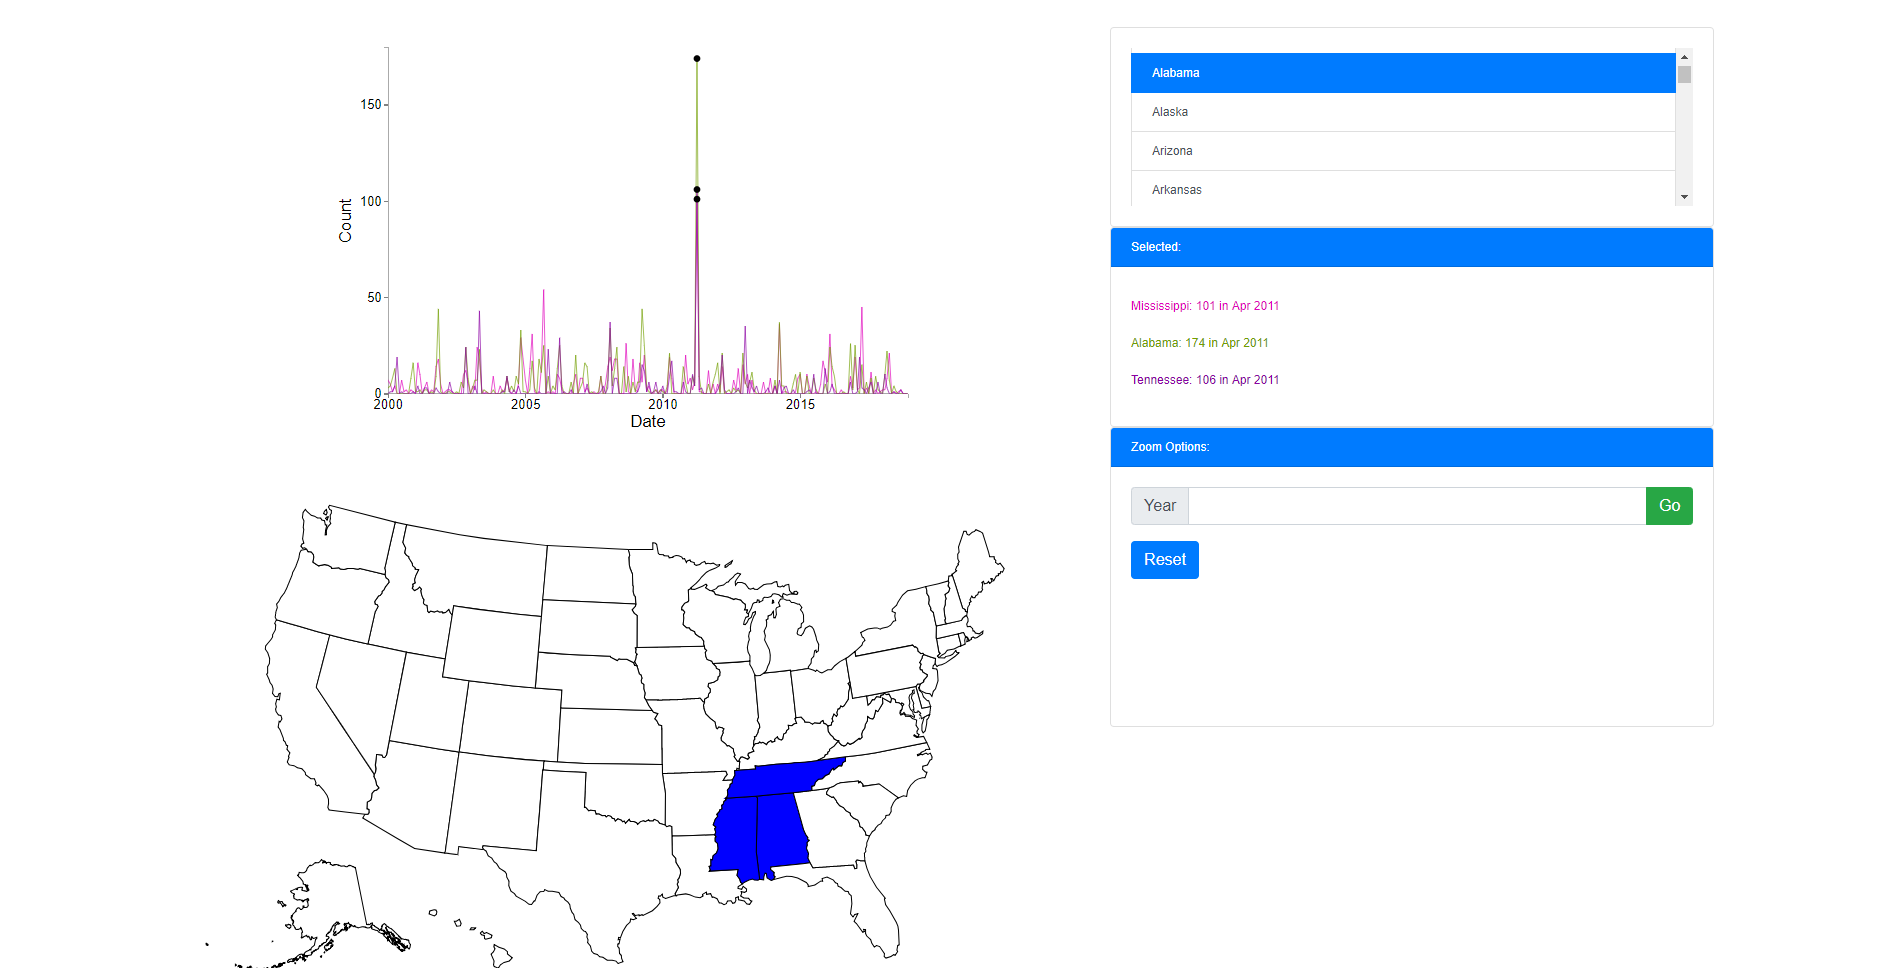 150
100
50
0
Count
2000 2005 2010 2015
Date
Alabama
Alaska
Arizona
Arkansas
Selected:
Mississippi: 101 in Apr 2011
Alabama: 174 in Apr 2011
Tennessee: 106 in Apr 2011
Zoom Options:
Year Go
Reset